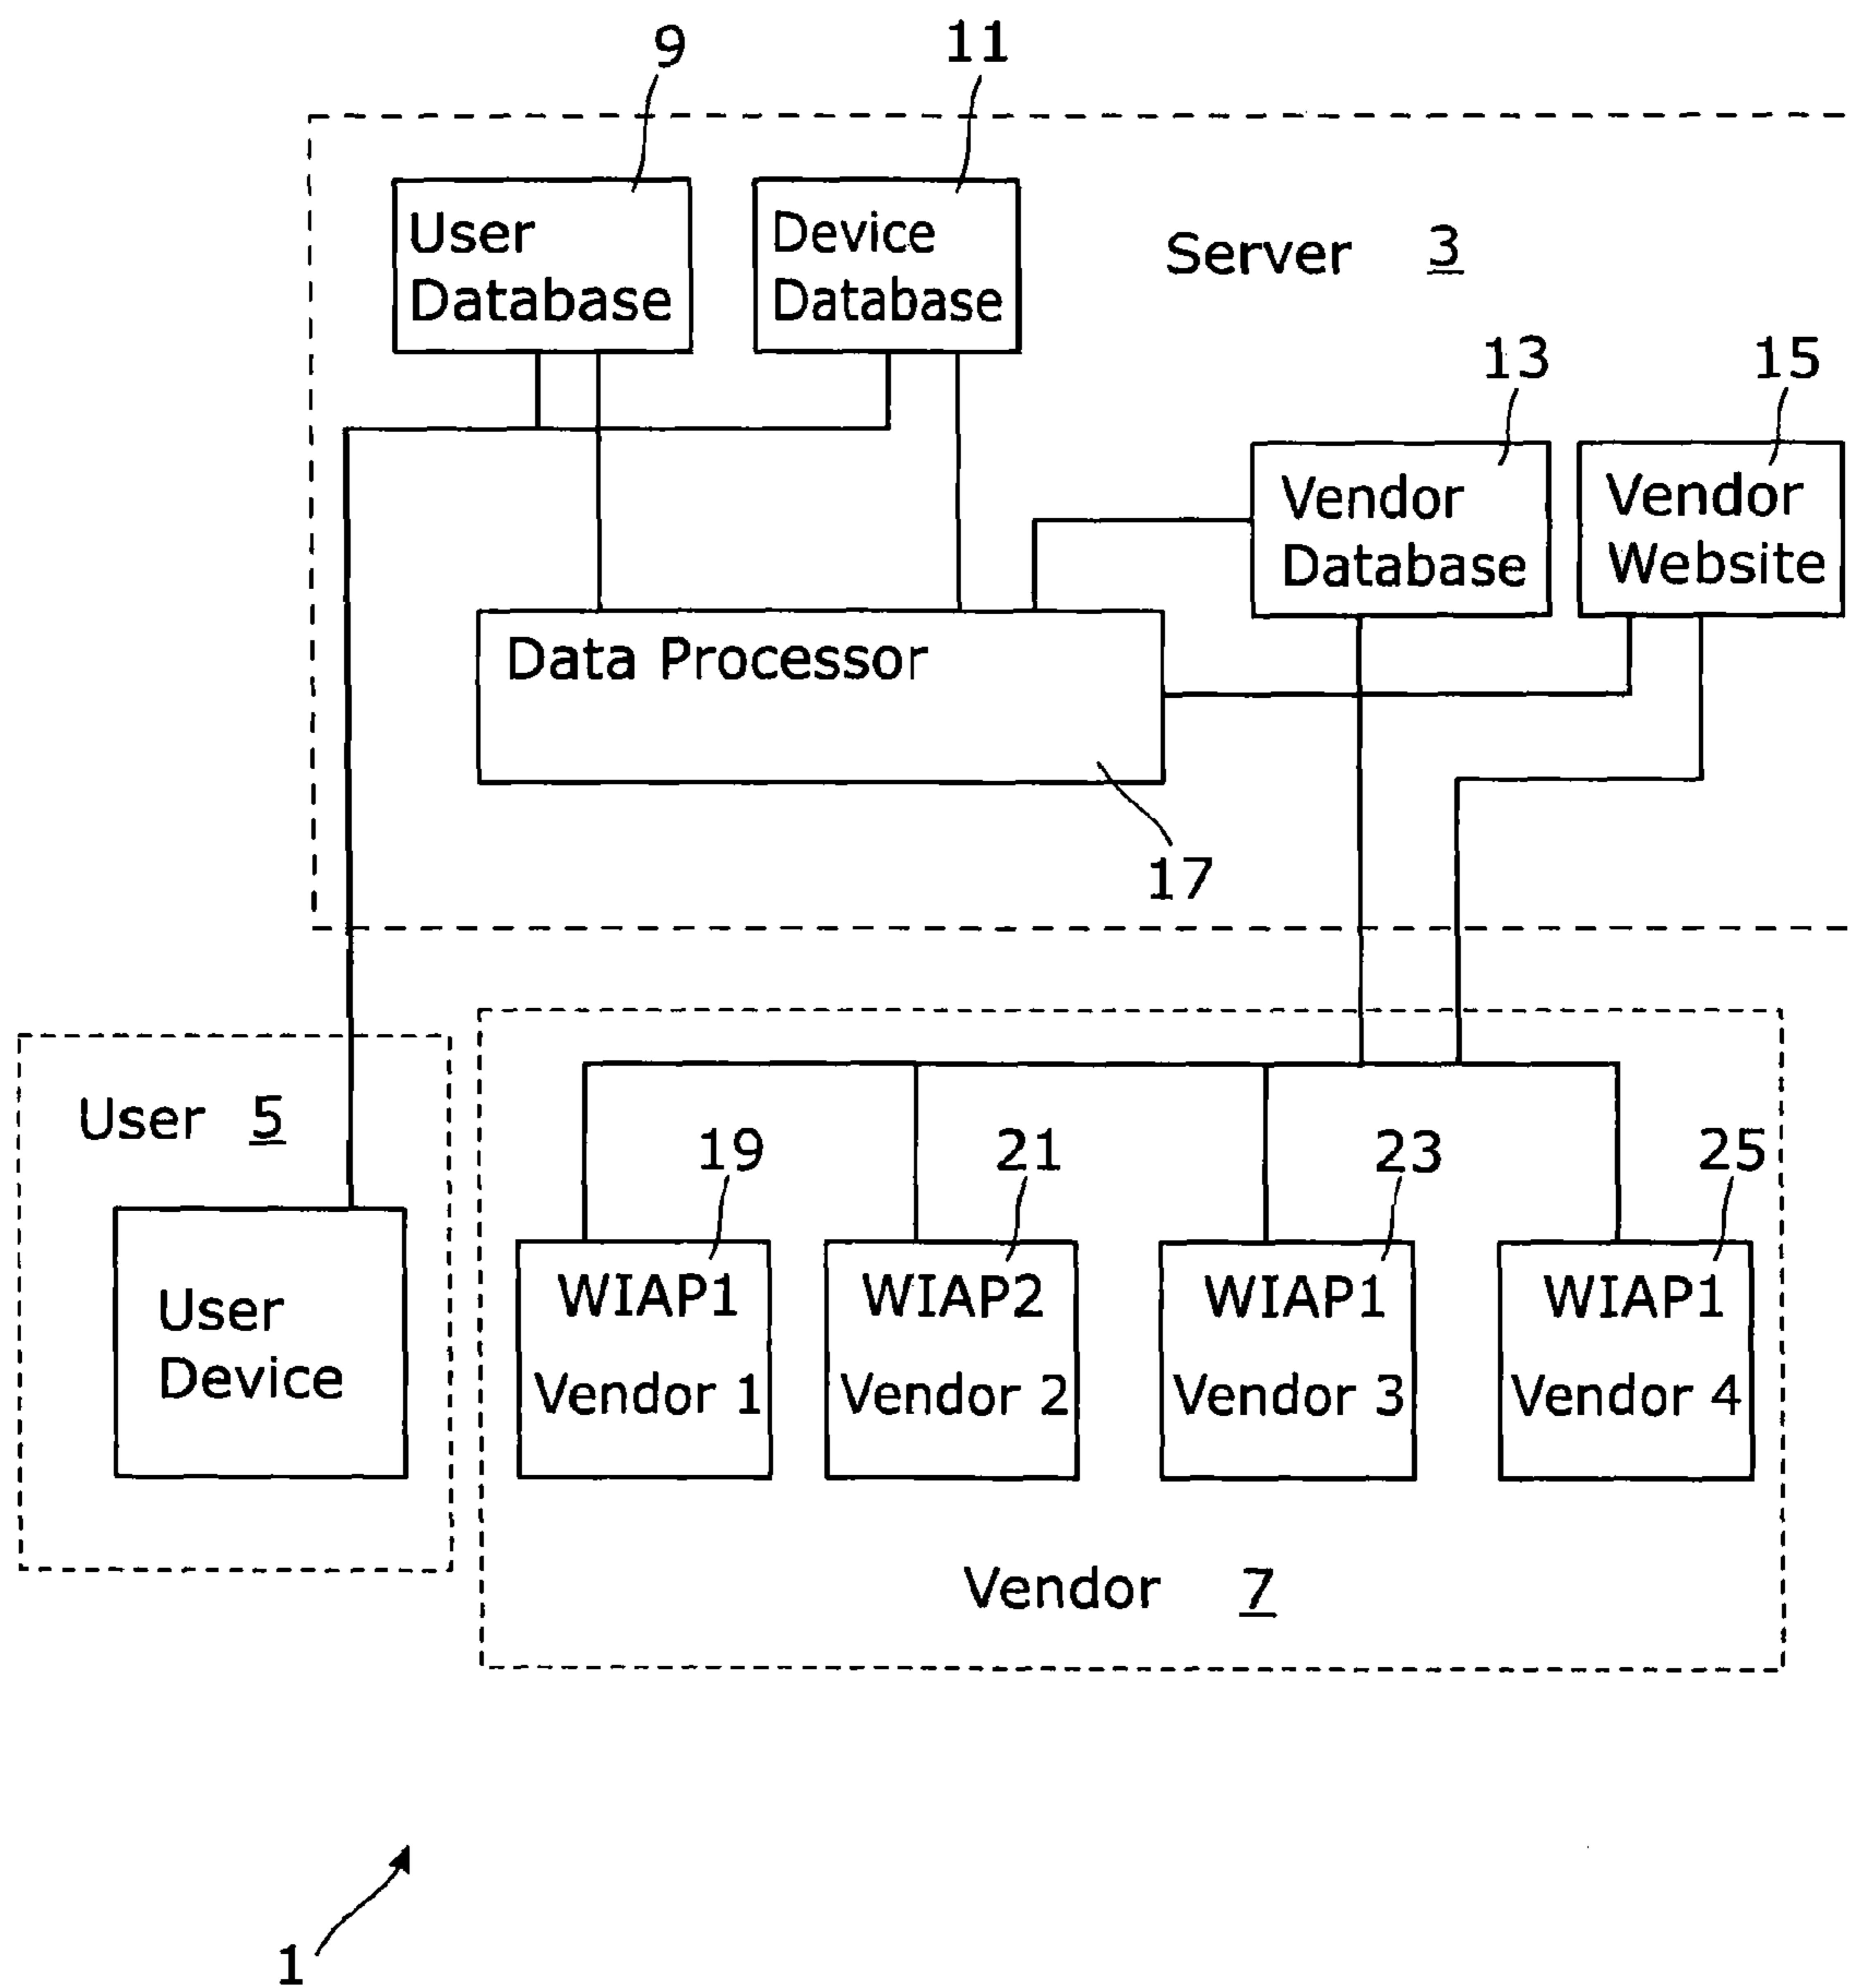 9
11
User
Database
Device
Database
Server 3
13
15
Vendor
Database
Vendor
Website
Data Processor
17
User 5
User
Device
19
21
23
25
WIAP1
Vendor 1
WIAP2
Vendor 2
WIAP1
Vendor 3
WIAP1
Vendor 4
Vendor 7
1